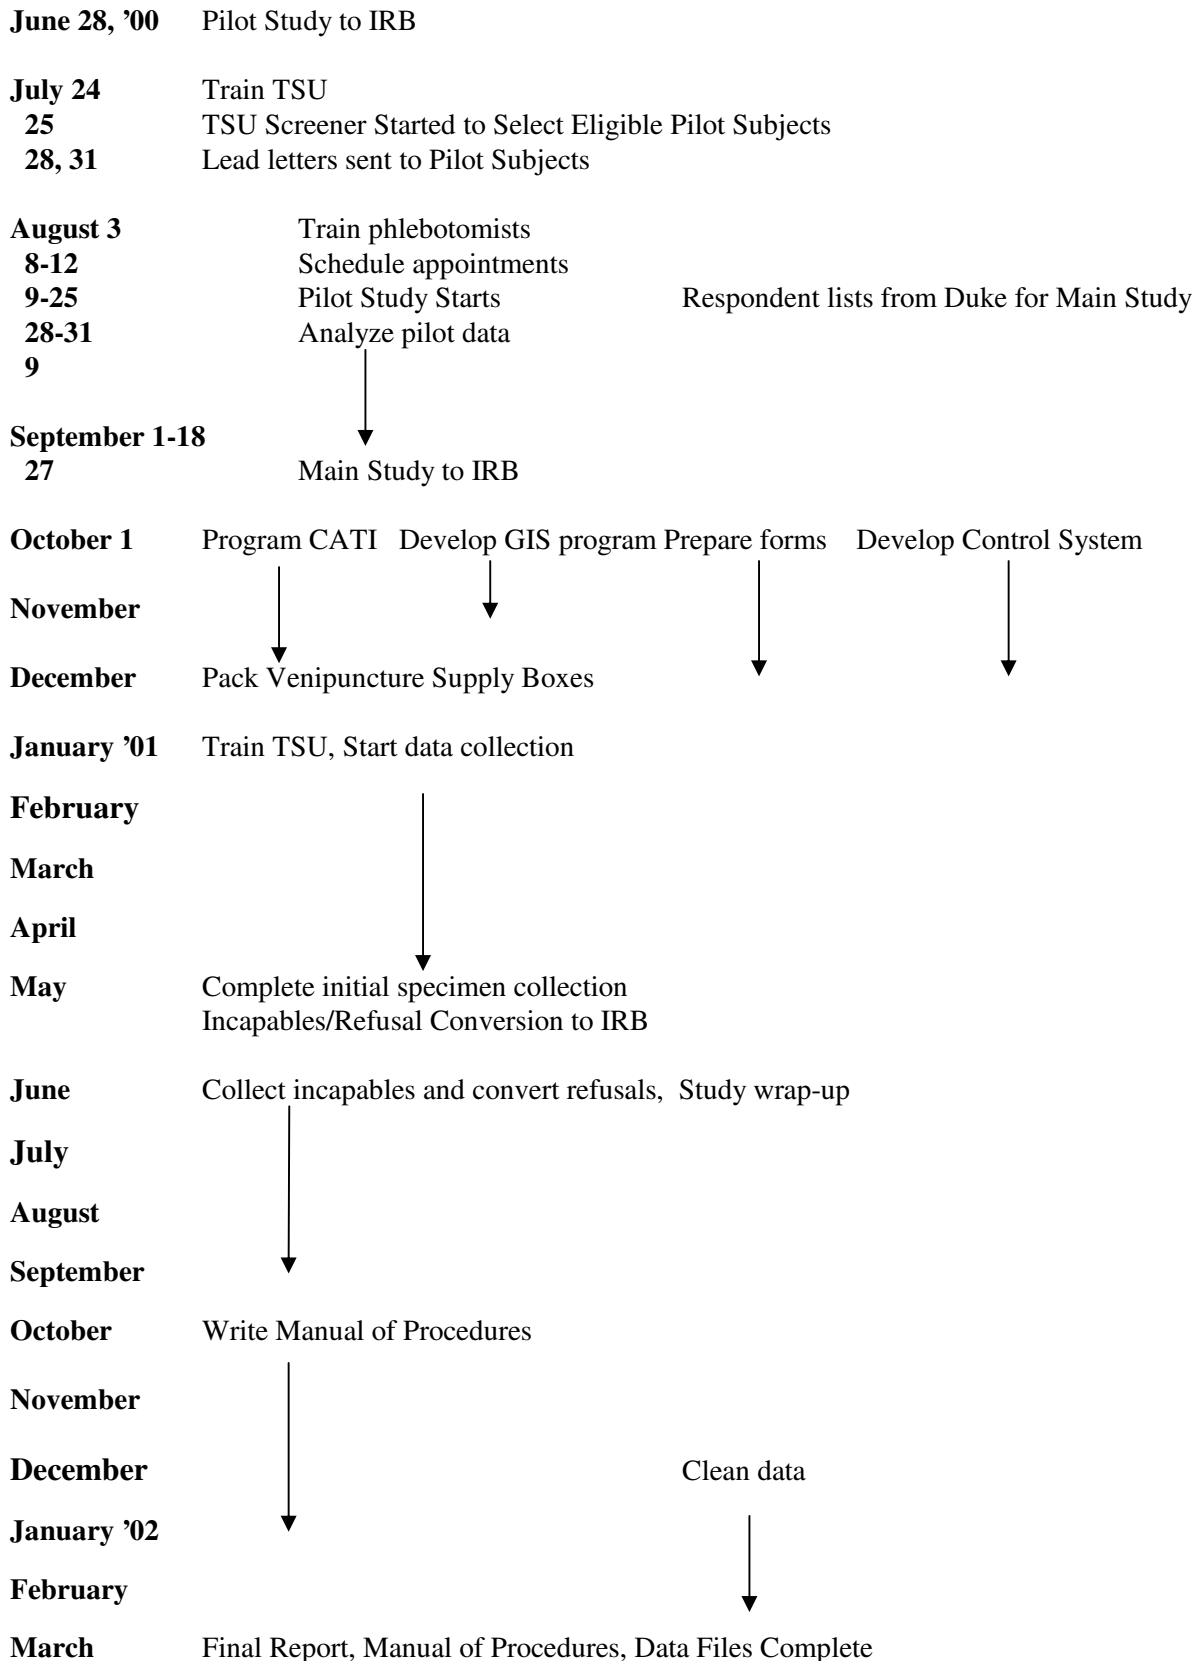 June 28, ’00 Pilot Study to IRB
July 24 Train TSU
25 TSU Screener Started to Select Eligible Pilot Subjects
28, 31 Lead letters sent to Pilot Subjects
August 3 Train phlebotomists
8-12 Schedule appointments
9-25 Pilot Study Starts Respondent lists from Duke for Main Study
28-31 Analyze pilot data
9
September 1-18
27 Main Study to IRB
October 1 Program CATI Develop GIS program Prepare forms Develop Control System
November
December Pack Venipuncture Supply Boxes
January ’01 Train TSU, Start data collection
February
March
April
May Complete initial specimen collection
Incapables/Refusal Conversion to IRB
June Collect incapables and convert refusals, Study wrap-up
July
August
September
October Write Manual of Procedures
November
December Clean data
January ’02
February
March Final Report, Manual of Procedures, Data Files Complete